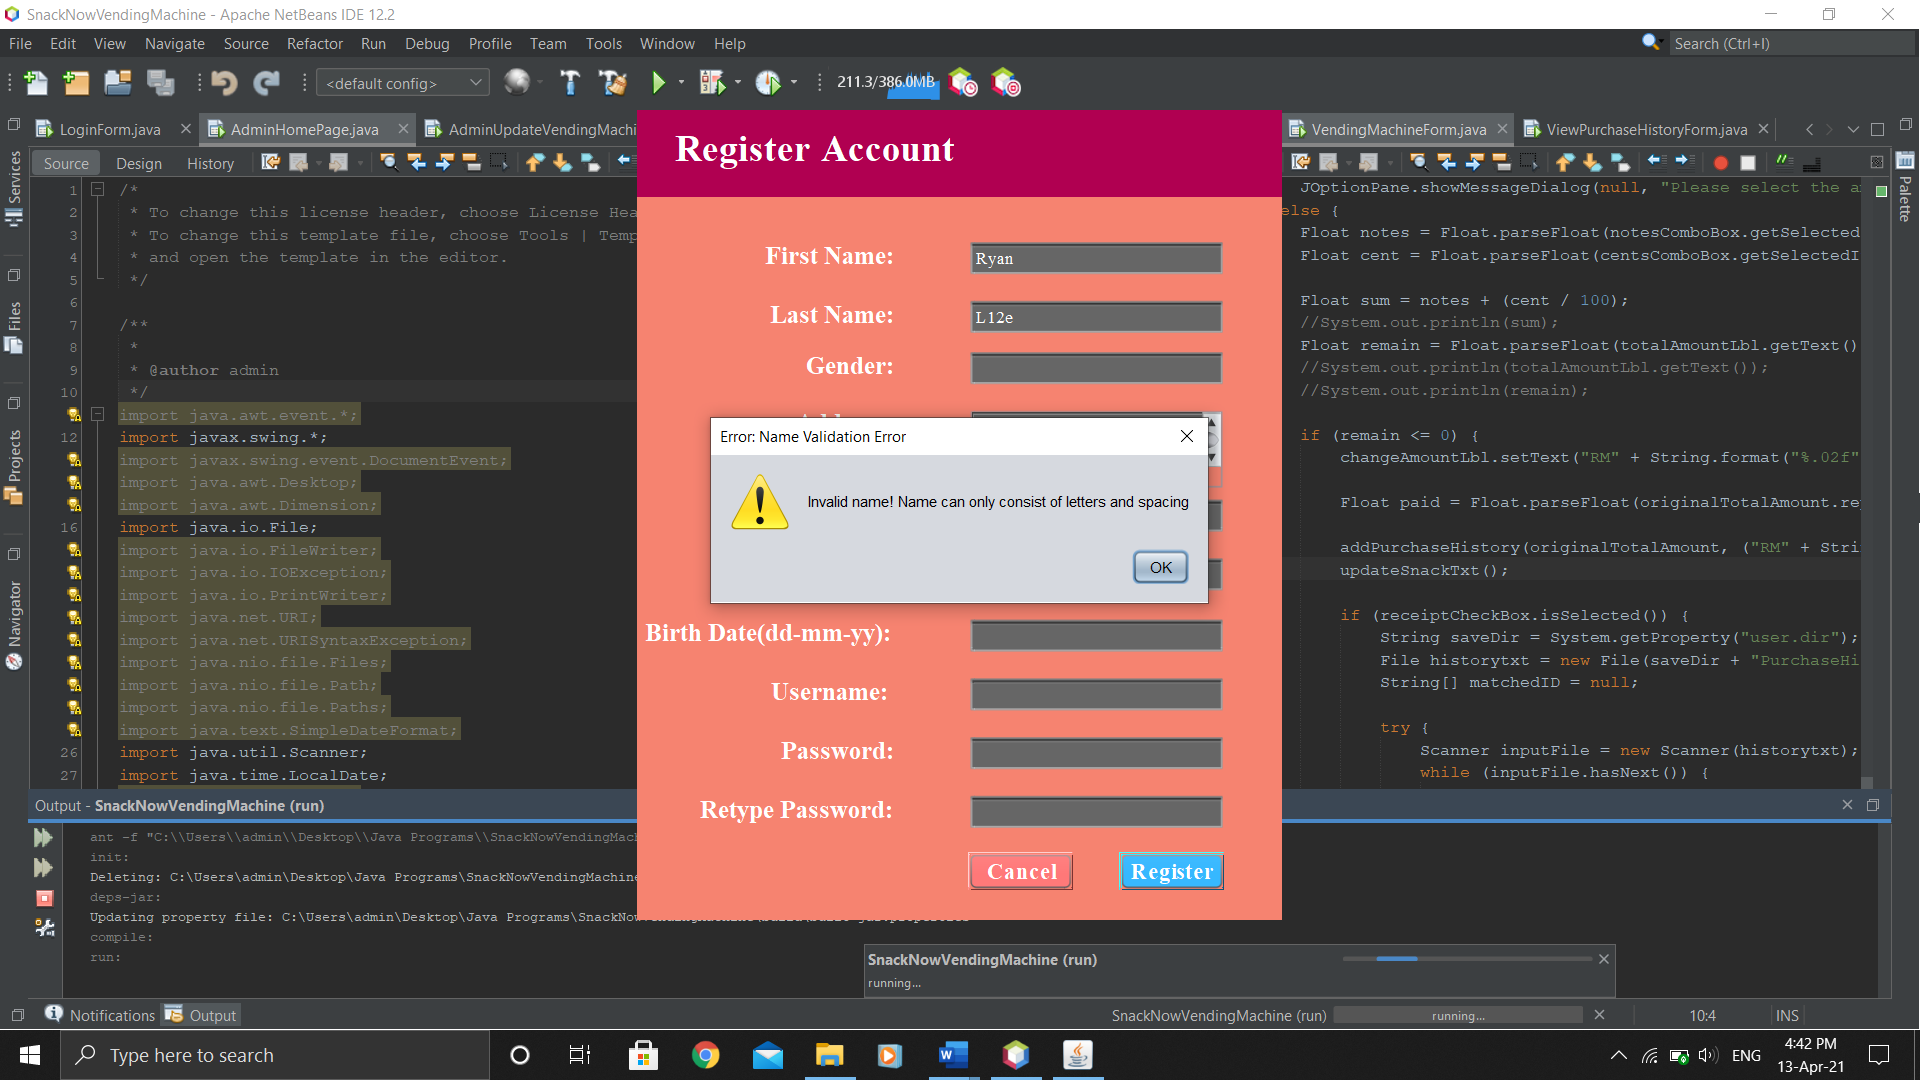 SnackNowVendingMachine - Apache NetBeans IDE 12.2
File Edit View Navigate Source Refactor Run Debug Profile Team Tools Window Help
Search (Ctrl+I)
<default config>
211.3/386.0MB
LoginForm.java
AdminHomePage.java
AdminUpdateVendingMachi
VendingMachineForm.java
ViewPurchaseHistoryForm.java
Source Design History
Services
Files
Projects
Navigator
Palette
1 /*
2 * To change this license header, choose License Hea
3 * To change this template file, choose Tools | Temp
4 * and open the template in the editor.
5 */
6
7 /**
8 *
9 * @author admin
10 */
import java.awt.event.*;
12 import javax.swing.*;
import javax.swing.event.DocumentEvent;
import java.awt.Desktop;
import java.awt.Dimension;
16 import java.io.File;
import java.io.FileWriter;
import java.io.IOException;
import java.io.PrintWriter;
import java.net.URI;
import java.net.URISyntaxException;
import java.nio.file.Files;
import java.nio.file.Path;
import java.nio.file.Paths;
import java.text.SimpleDateFormat;
26 import java.util.Scanner;
27 import java.time.LocalDate;
Register Account
First Name: Ryan
Last Name: L12e
Gender:
Error: Name Validation Error
Invalid name! Name can only consist of letters and spacing
OK
Birth Date(dd-mm-yy):
Username:
Password:
Retype Password:
Cancel Register
JOptionPane.showMessageDialog(null, "Please select the a
else {
Float notes = Float.parseFloat(notesComboBox.getSelected
Float cent = Float.parseFloat(centsComboBox.getSelectedI
Float sum = notes + (cent / 100);
//System.out.println(sum);
Float remain = Float.parseFloat(totalAmountLbl.getText()
//System.out.println(totalAmountLbl.getText());
//System.out.println(remain);
if (remain <= 0) {
changeAmountLbl.setText("RM" + String.format("%.02f"
Float paid = Float.parseFloat(originalTotalAmount.re
addPurchaseHistory(originalTotalAmount, ("RM" + Stri
updateSnackTxt();
if (receiptCheckBox.isSelected()) {
String saveDir = System.getProperty("user.dir");
File historytxt = new File(saveDir + "PurchaseHi
String[] matchedID = null;
try {
Scanner inputFile = new Scanner(historytxt);
while (inputFile.hasNext()) {
Output - SnackNowVendingMachine (run)
ant -f "C:\\Users\\admin\\Desktop\\Java Programs\\SnackNowVendingMach
init:
Deleting: C:\Users\admin\Desktop\Java Programs\SnackNowVendingMachine
deps-jar:
Updating property file: C:\Users\admin\Desktop\Java Programs\SnackNow
compile:
run:
SnackNowVendingMachine (run)
running...
Notifications Output
SnackNowVendingMachine (run) running... 10:4 INS
Type here to search
ENG
4:42 PM
13-Apr-21